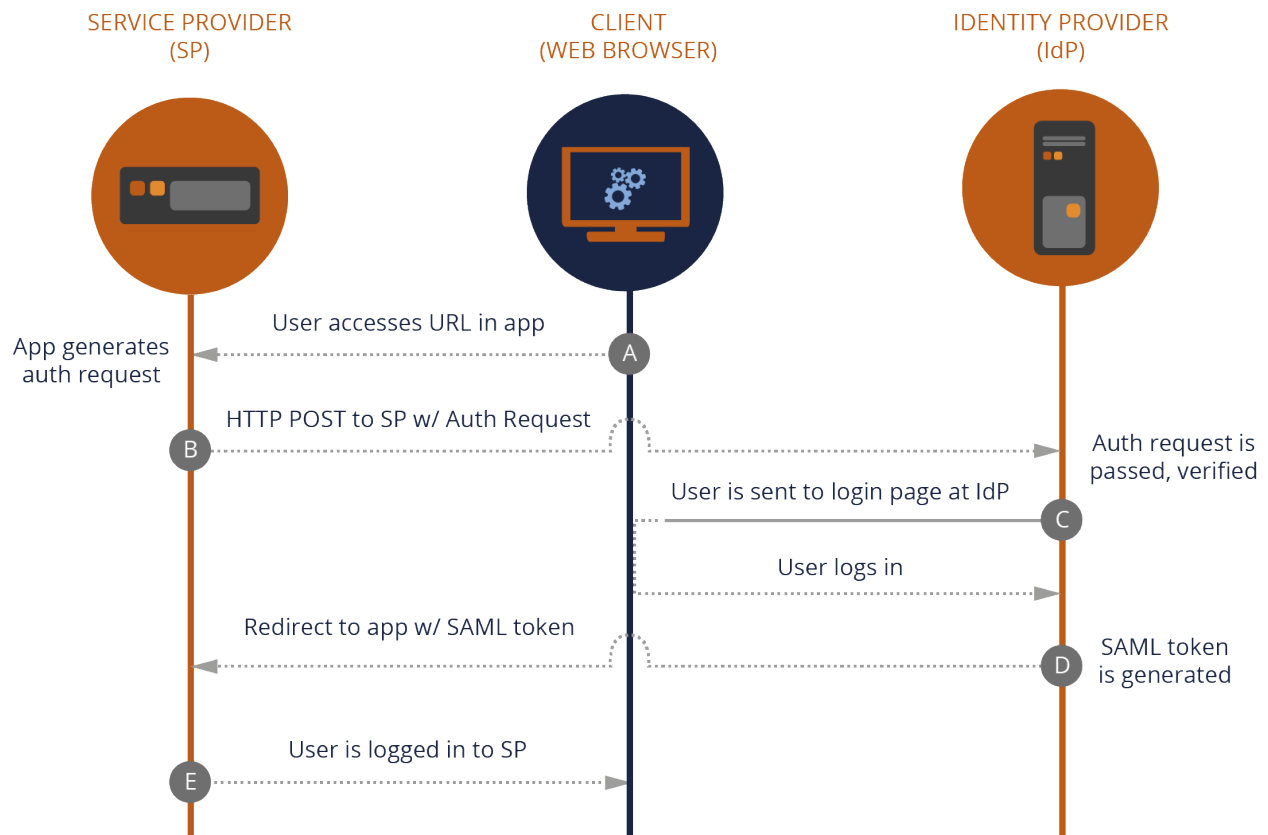 SERVICE PROVIDER
(SP)
CLIENT
(WEB BROWSER)
IDENTITY PROVIDER
(IdP)
User accesses URL in app
A
App generates
auth request
HTTP POST to SP w/ Auth Request
B
Auth request is
passed, verified
User is sent to login page at IdP
C
User logs in
Redirect to app w/ SAML token
D
SAML token
is generated
User is logged in to SP
E